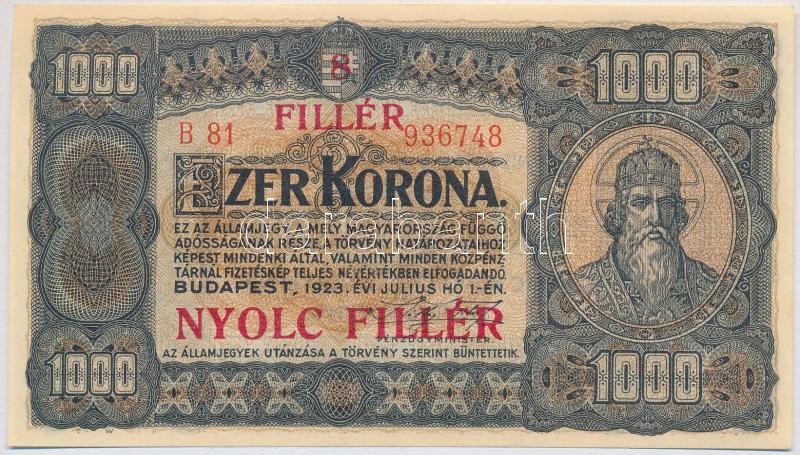 1000 1000
8
FILLÉR
B 81 936748
EZER KORONA.
EZ AZ ÁLLAMJEGY, A MELY MAGYARORSZÁG FÜGGŐ
ADÓSSÁGÁNAK RÉSZE, A TÖRVÉNY HATÁROZATAIHOZ
KÉPEST MINDENKI ÁLTAL, VALAMINT MINDEN KÖZPÉNZ=
TÁRNÁL FIZETÉSKÉP TELJES NÉVÉRTÉKBEN ELFOGADANDÓ.
BUDAPEST, 1923. ÉVI JULIUS HÓ 1.-ÉN.
NYOLC FILLÉR
PÉNZÜGYMINISTER.
AZ ÁLLAMJEGYEK UTÁNZÁSA A TÖRVÉNY SZERINT BÜNTETTETIK.
1000 1000